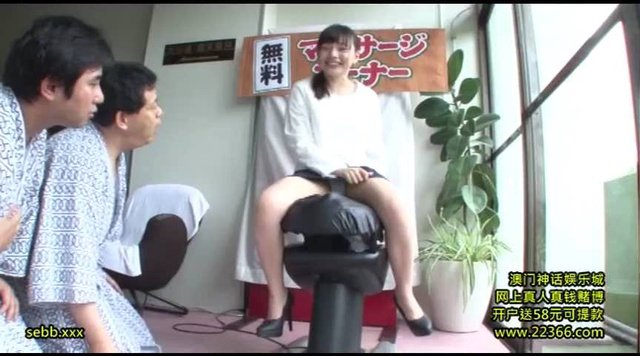 無料
マッサージ
コーナー
澳门神话娱乐城
网上真人真钱赌博
开户送58元可提款
www.22366.com
sebb.xxx